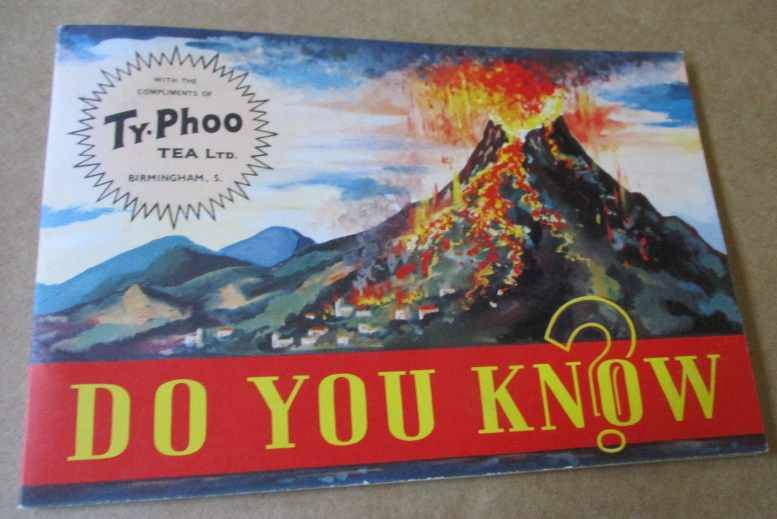 WITH THE
COMPLIMENTS OF
TY·PHOO
TEA LTD.
BIRMINGHAM, 5.
DO YOU KNOW
?